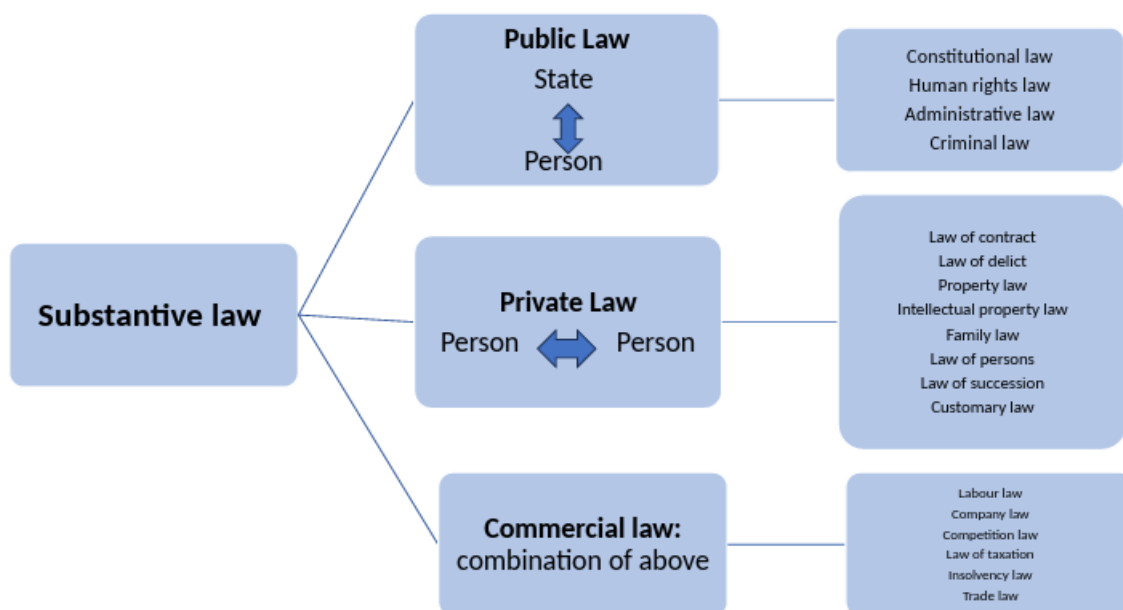 Public Law
State
Person
Constitutional law
Human rights law
Administrative law
Criminal law
Substantive law
Private Law
Person Person
Law of contract
Law of delict
Property law
Intellectual property law
Family law
Law of persons
Law of succession
Customary law
Commercial law:
combination of above
Labour law
Company law
Competition law
Law of taxation
Insolvency law
Trade law